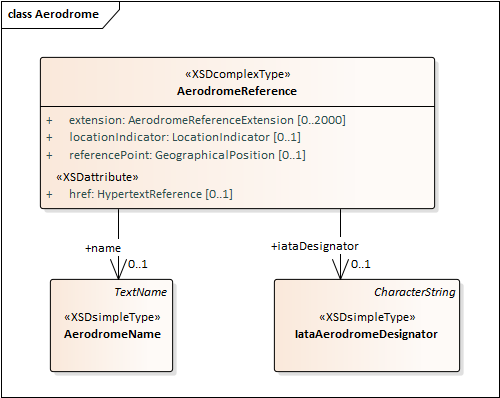 class Aerodrome
«XSDcomplexType»
AerodromeReference
+ extension: AerodromeReferenceExtension [0..2000]
+ locationIndicator: LocationIndicator [0..1]
+ referencePoint: GeographicalPosition [0..1]
«XSDattribute»
+ href: HypertextReference [0..1]
+name
0..1
+iataDesignator
0..1
TextName
«XSDsimpleType»
AerodromeName
CharacterString
«XSDsimpleType»
IataAerodromeDesignator